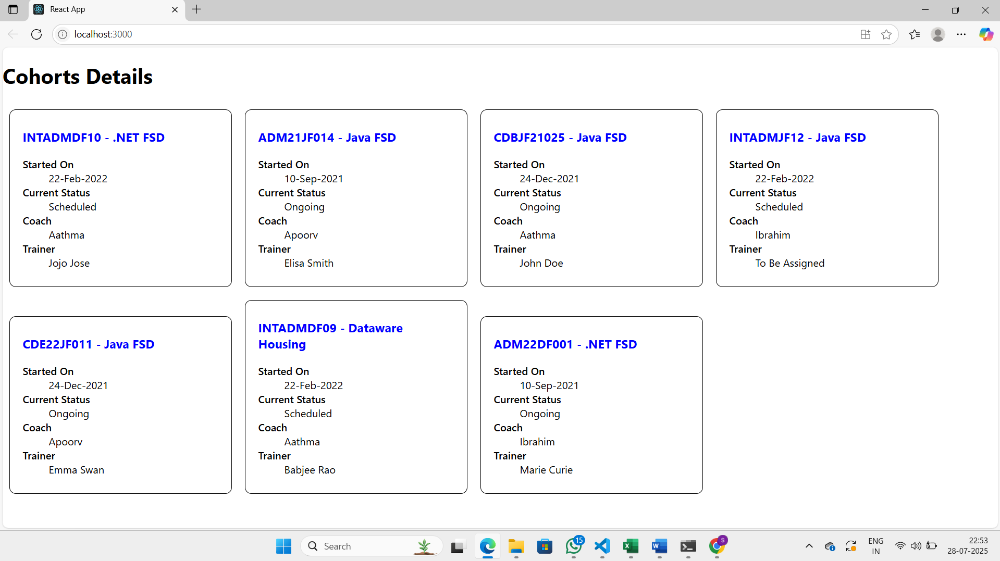 React App
localhost:3000
Cohorts Details
INTADMDF10 - .NET FSD
Started On
22-Feb-2022
Current Status
Scheduled
Coach
Aathma
Trainer
Jojo Jose
ADM21JF014 - Java FSD
Started On
10-Sep-2021
Current Status
Ongoing
Coach
Apoorv
Trainer
Elisa Smith
CDBJF21025 - Java FSD
Started On
24-Dec-2021
Current Status
Ongoing
Coach
Aathma
Trainer
John Doe
INTADMJF12 - Java FSD
Started On
22-Feb-2022
Current Status
Scheduled
Coach
Ibrahim
Trainer
To Be Assigned
CDE22JF011 - Java FSD
Started On
24-Dec-2021
Current Status
Ongoing
Coach
Apoorv
Trainer
Emma Swan
INTADMDF09 - Dataware
Housing
Started On
22-Feb-2022
Current Status
Scheduled
Coach
Aathma
Trainer
Babjee Rao
ADM22DF001 - .NET FSD
Started On
10-Sep-2021
Current Status
Ongoing
Coach
Ibrahim
Trainer
Marie Curie
Search
15
S
ENG
IN
22:53
28-07-2025